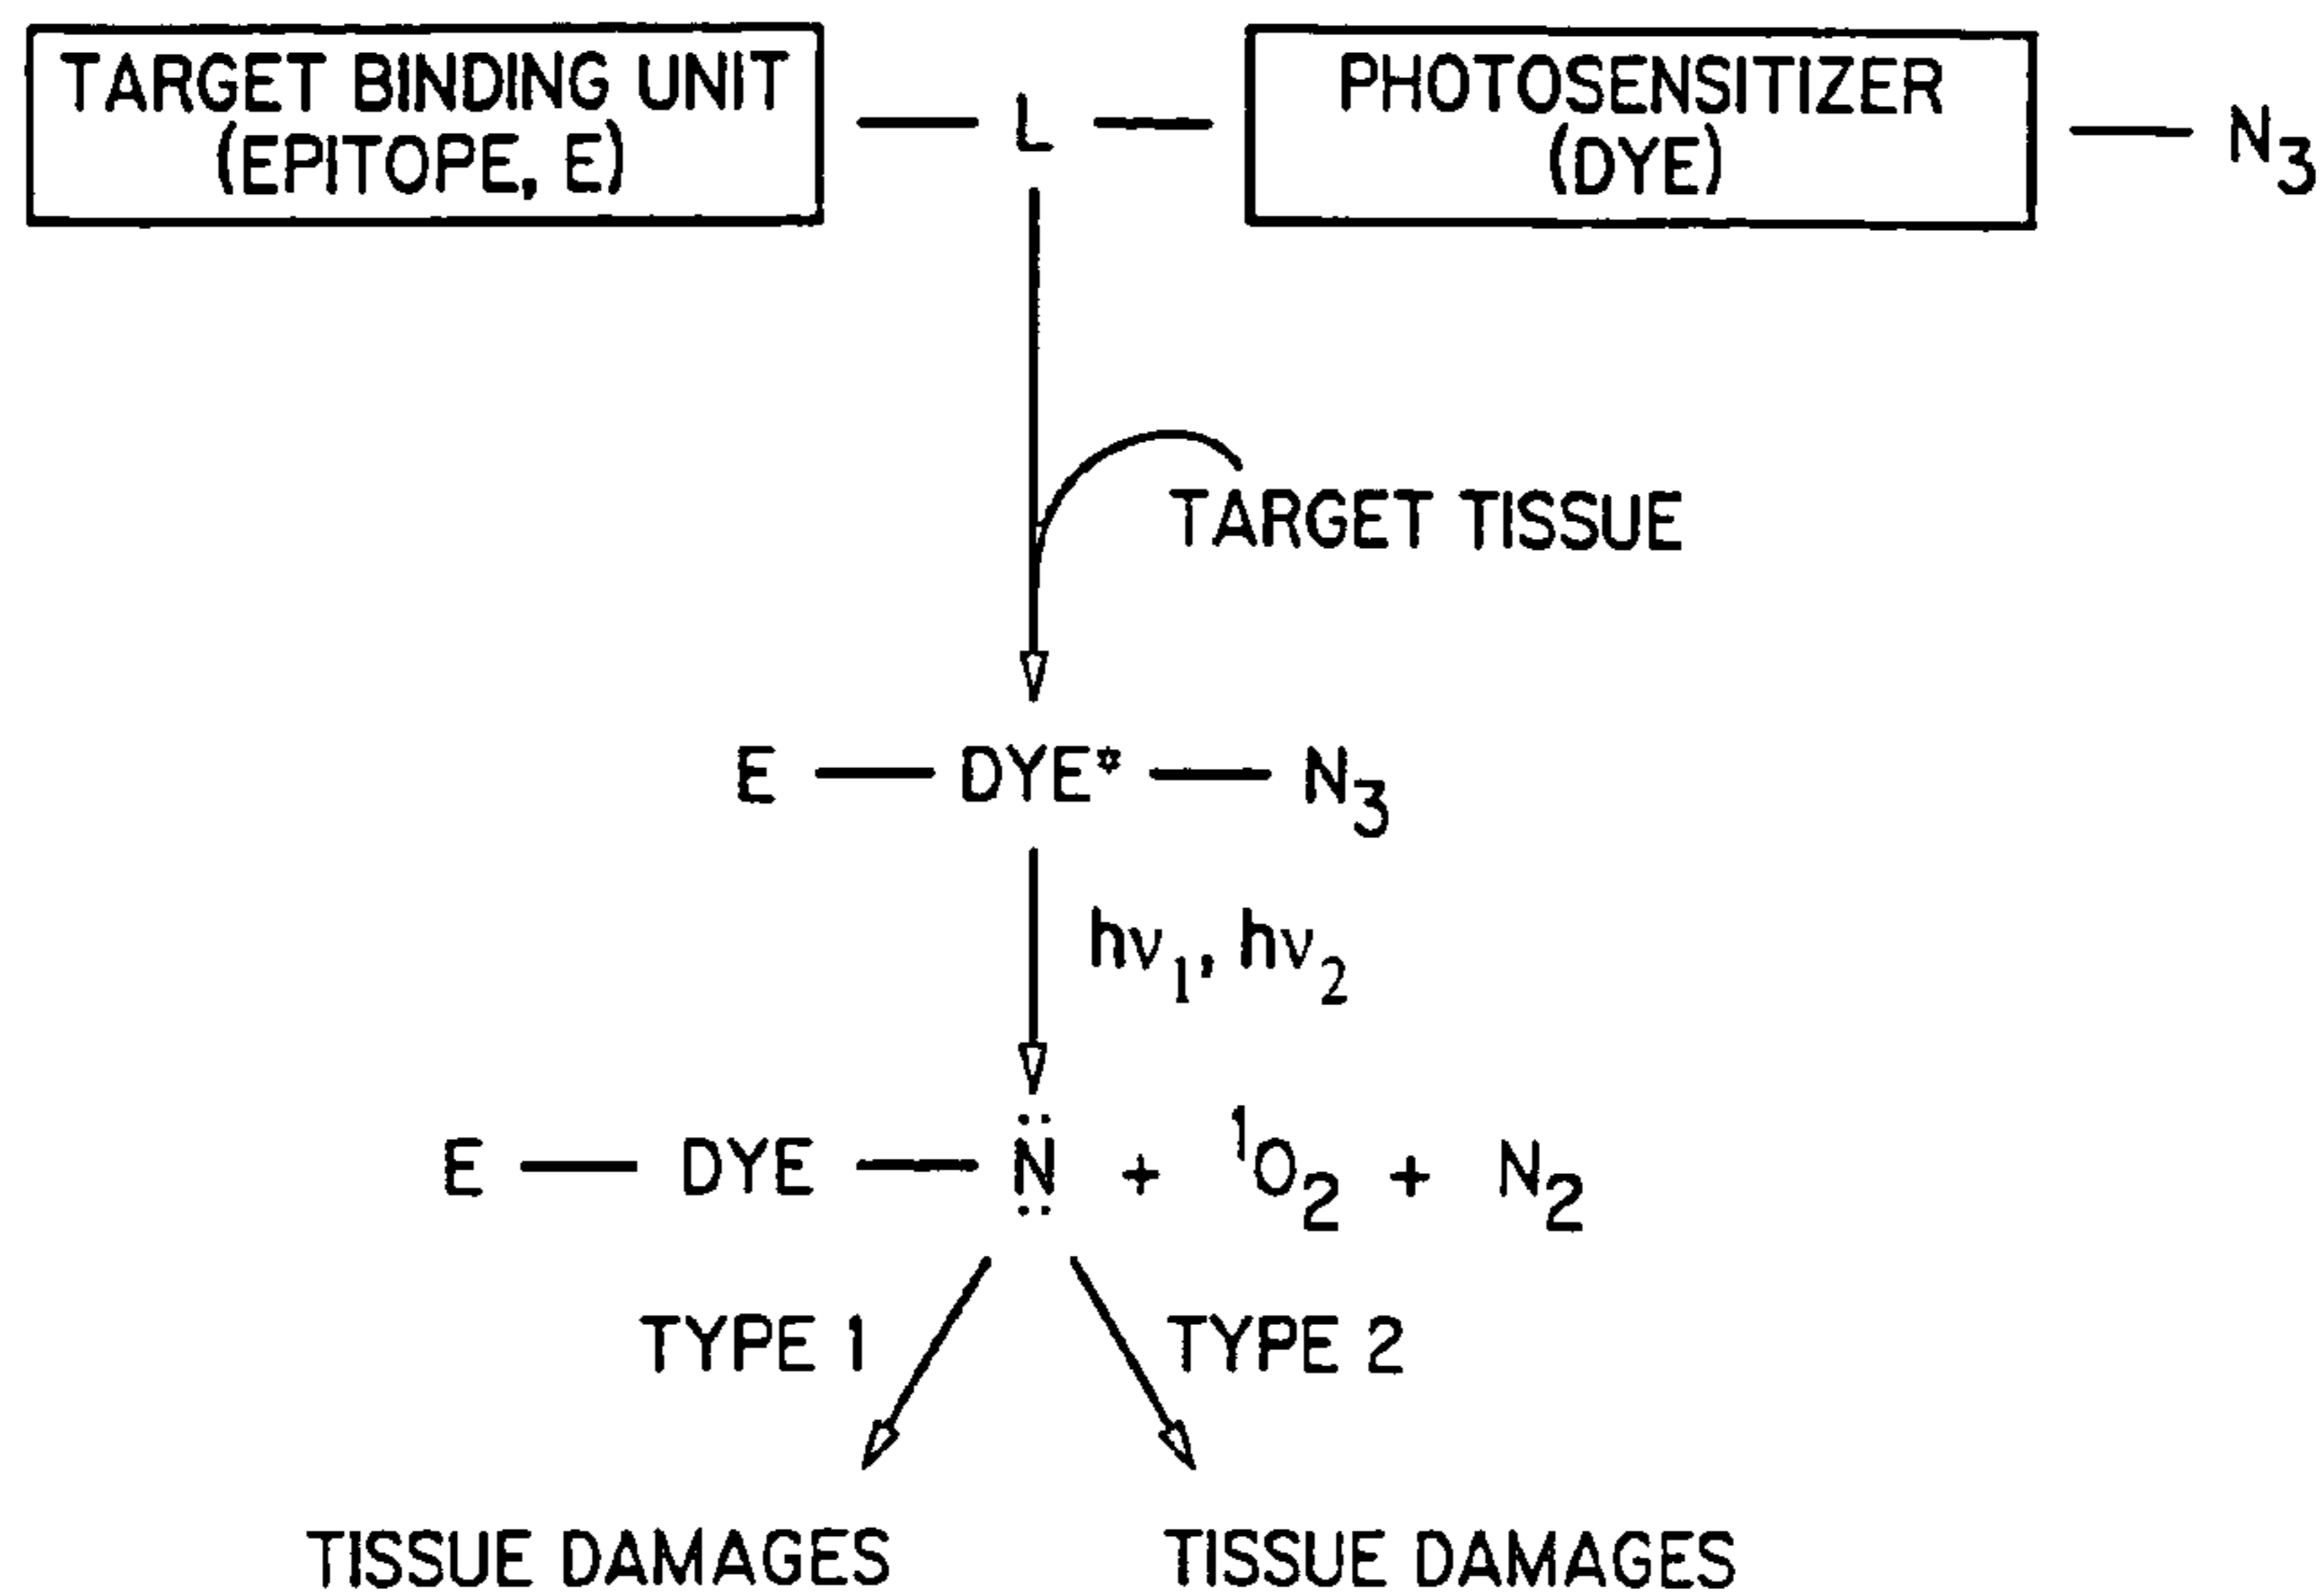 TARGET BINDING UNIT
(EPITOPE, E)
— L —
PHOTOSENSITIZER
(DYE)
— N₃
TARGET TISSUE
E — DYE* — N₃
hν₁, hν₂
E — DYE — N̤̈ + ¹O₂ + N₂
TYPE 1 TYPE 2
TISSUE DAMAGES TISSUE DAMAGES